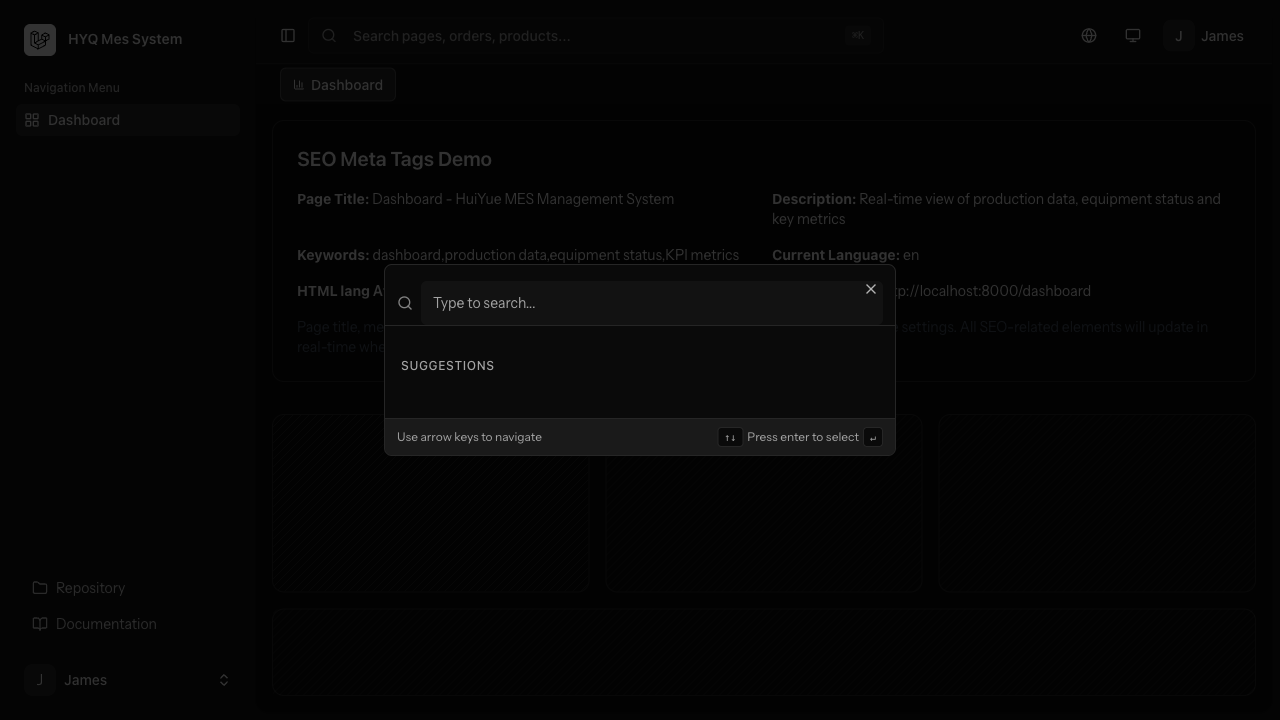 HYQ Mes System
Search pages, orders, products...
⌘K
J
James
Navigation Menu
Dashboard
Dashboard
SEO Meta Tags Demo
Page Title: Dashboard - HuiYue MES Management System
Description: Real-time view of production data, equipment status and
key metrics
Keywords: dashboard,production data,equipment status,KPI metrics
Current Language: en
HTML lang
tp://localhost:8000/dashboard
Page title, me
settings. All SEO-related elements will update in
real-time whe
Type to search...
SUGGESTIONS
Use arrow keys to navigate
↑↓ Press enter to select ↵
Repository
Documentation
J
James